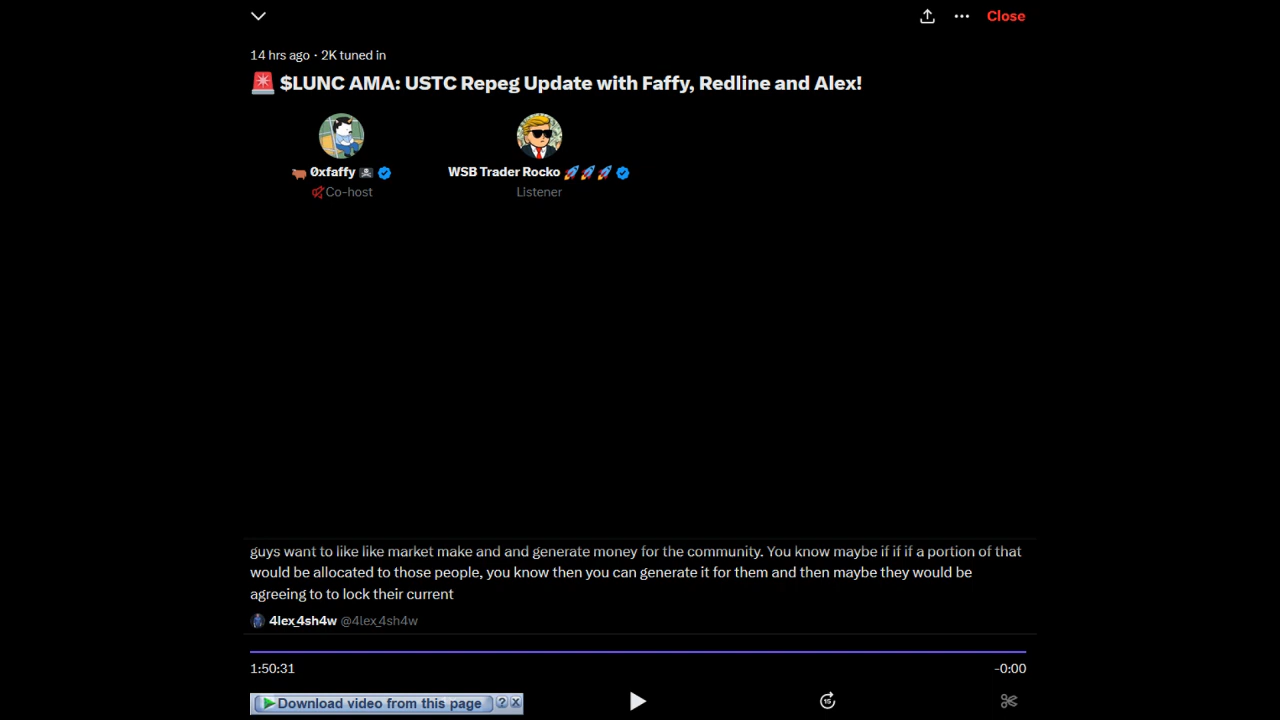 Close
14 hrs ago · 2K tuned in
🚨 $LUNC AMA: USTC Repeg Update with Faffy, Redline and Alex!
🐂 0xfaffy 🏴‍☠️
WSB Trader Rocko 🚀🚀🚀
Co-host
Listener
guys want to like like market make and and generate money for the community. You know maybe if if if a portion of that
would be allocated to those people, you know then you can generate it for them and then maybe they would be
agreeing to to lock their current
4lex_4sh4w @4lex_4sh4w
1:50:31
-0:00
Download video from this page ? X
15